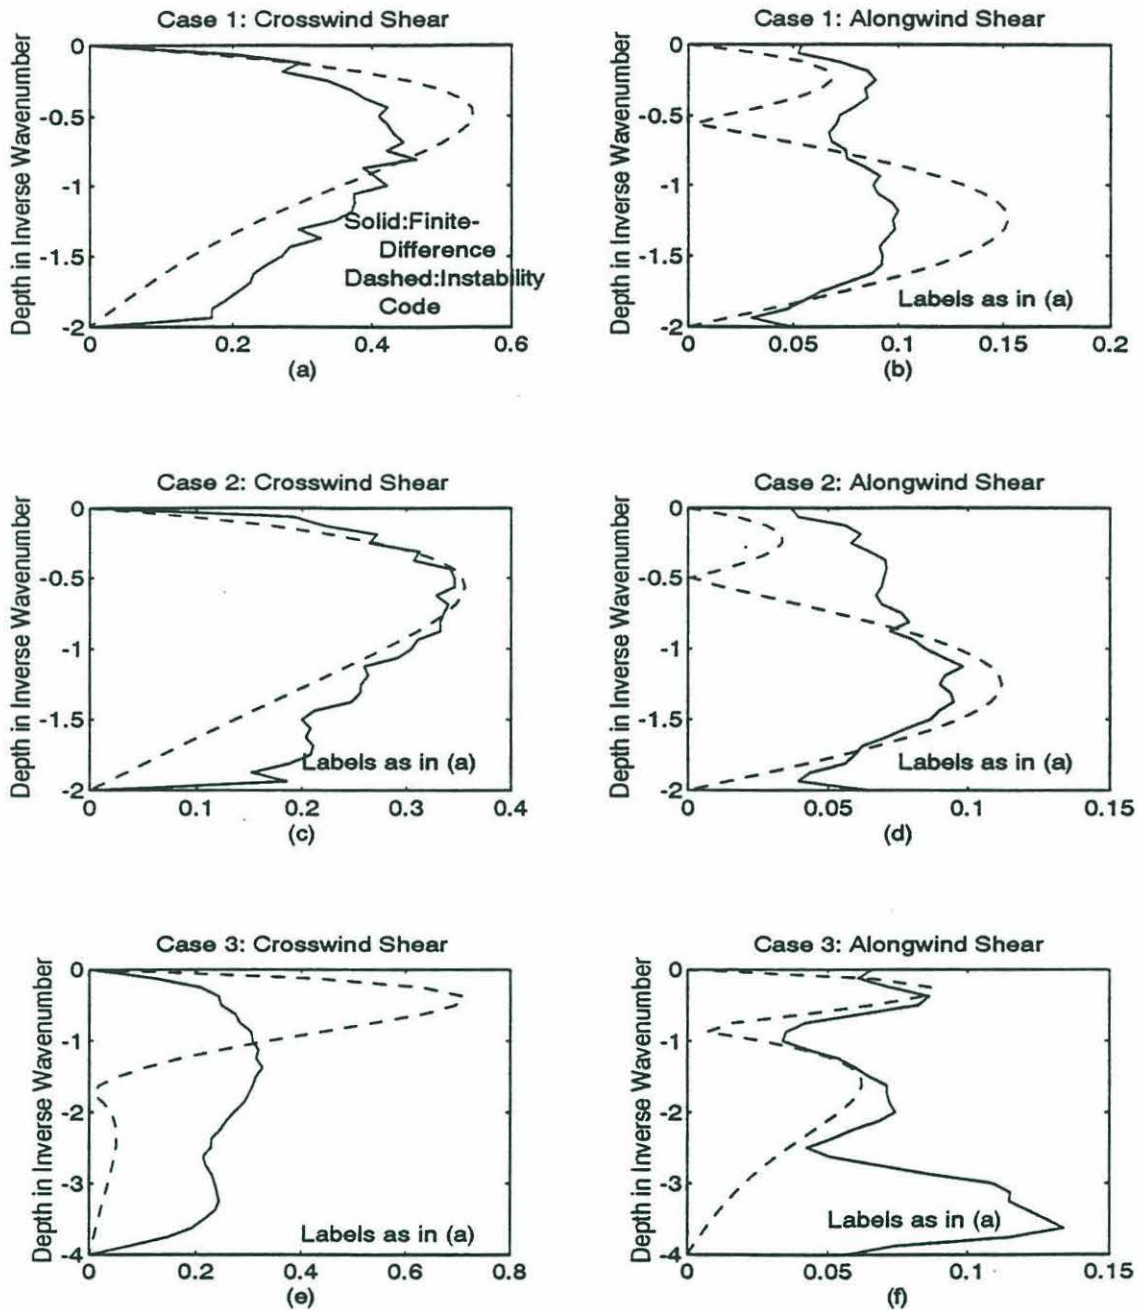 Case 1: Crosswind Shear
Depth in Inverse Wavenumber
0
-0.5
-1
-1.5
-2
Solid:Finite-
Difference
Dashed:Instability
Code
0
0.2
0.4
0.6
(a)
Case 1: Alongwind Shear
Depth in Inverse Wavenumber
0
-0.5
-1
-1.5
-2
Labels as in (a)
0
0.05
0.1
0.15
0.2
(b)
Case 2: Crosswind Shear
Depth in Inverse Wavenumber
0
-0.5
-1
-1.5
-2
Labels as in (a)
0
0.1
0.2
0.3
0.4
(c)
Case 2: Alongwind Shear
Depth in Inverse Wavenumber
0
-0.5
-1
-1.5
-2
Labels as in (a)
0
0.05
0.1
0.15
(d)
Case 3: Crosswind Shear
Depth in Inverse Wavenumber
0
-1
-2
-3
-4
Labels as in (a)
0
0.2
0.4
0.6
0.8
(e)
Case 3: Alongwind Shear
Depth in Inverse Wavenumber
0
-1
-2
-3
-4
Labels as in (a)
0
0.05
0.1
0.15
(f)